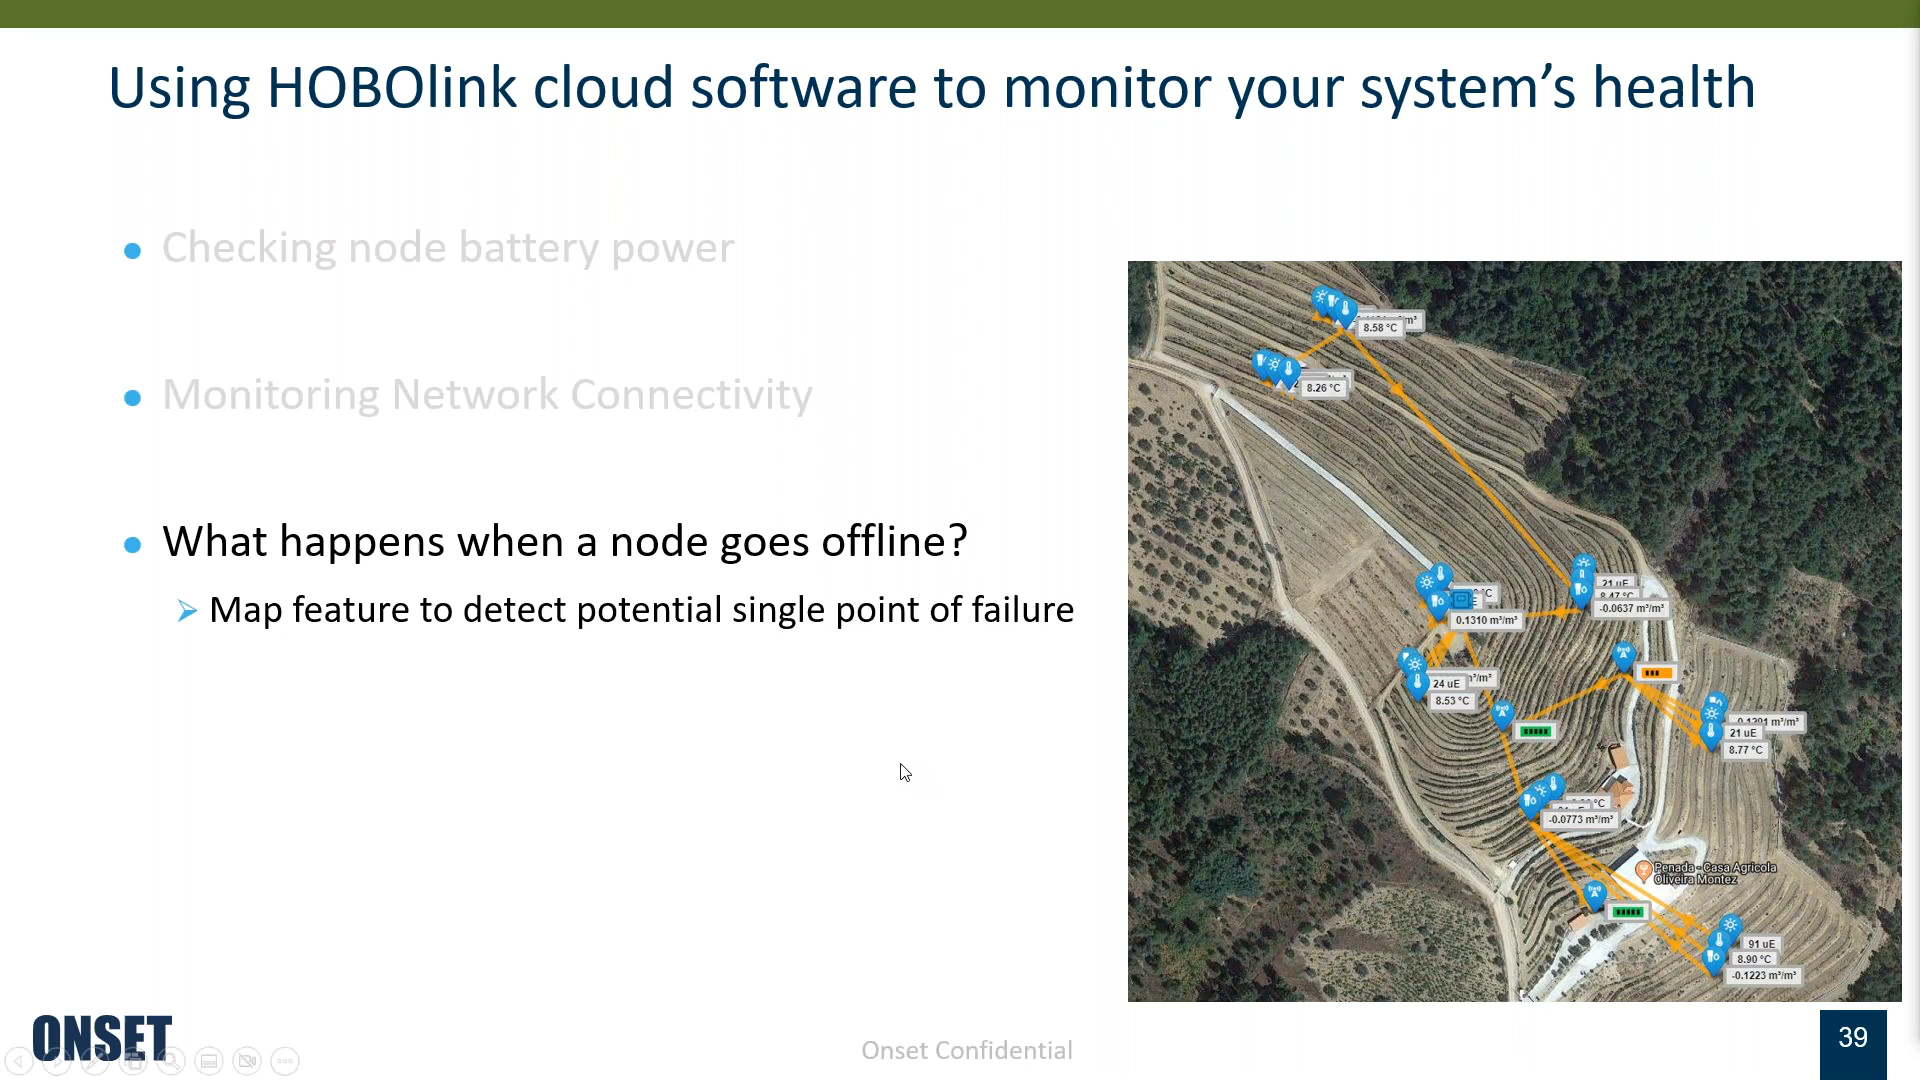 Using HOBOlink cloud software to monitor your system’s health
Checking node battery power
Monitoring Network Connectivity
What happens when a node goes offline?
Map feature to detect potential single point of failure
8.58 °C
8.26 °C
21 uE
8.47 °C
-0.0637 m³/m³
0.1310 m³/m³
24 uE
8.53 °C
21 uE
8.77 °C
-0.0773 m³/m³
Penada - Casa Agricola
Oliveira Montez
91 uE
8.90 °C
-0.1223 m³/m³
ONSET
Onset Confidential
39